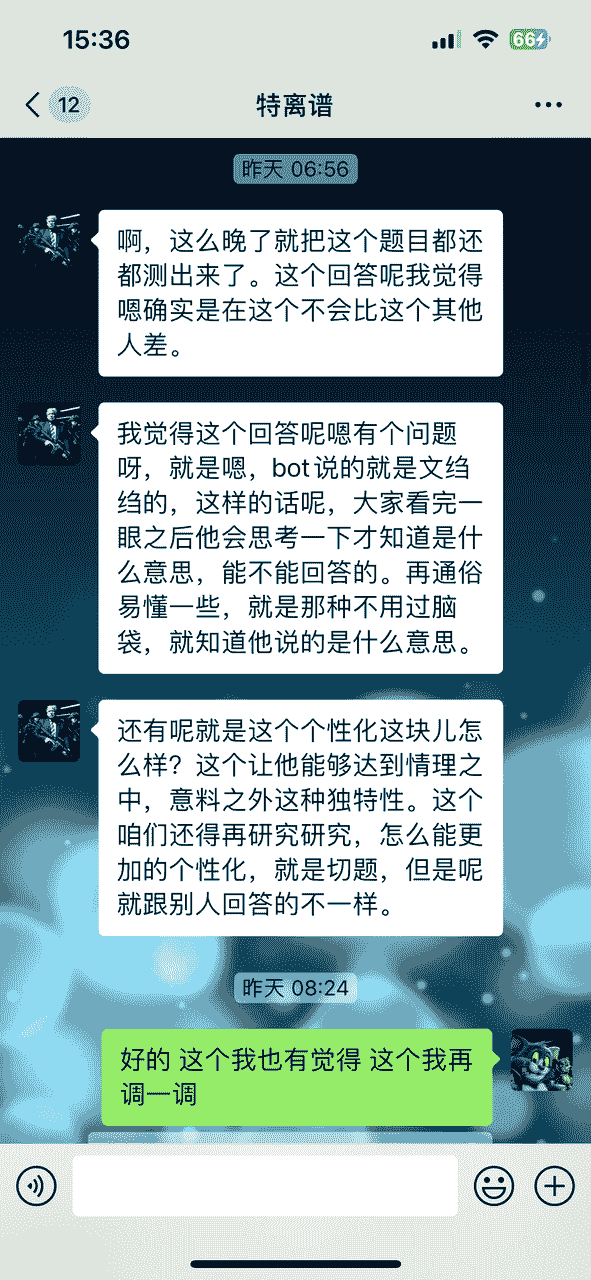 15:36
66
12
特离谱
昨天 06:56
啊，这么晚了就把这个题目都还
都测出来了。这个回答呢我觉得
嗯确实是在这个不会比这个其他
人差。
我觉得这个回答呢嗯有个问题
呀，就是嗯，bot说的就是文绉
绉的，这样的话呢，大家看完一
眼之后他会思考一下才知道是什
么意思，能不能回答的。再通俗
易懂一些，就是那种不用过脑
袋，就知道他说的是什么意思。
还有呢就是这个个性化这块儿怎
么样？这个让他能够达到情理之
中，意料之外这种独特性。这个
咱们还得再研究研究，怎么能更
加的个性化，就是切题，但是呢
就跟别人回答的不一样。
昨天 08:24
好的 这个我也有觉得 这个我再
调一调